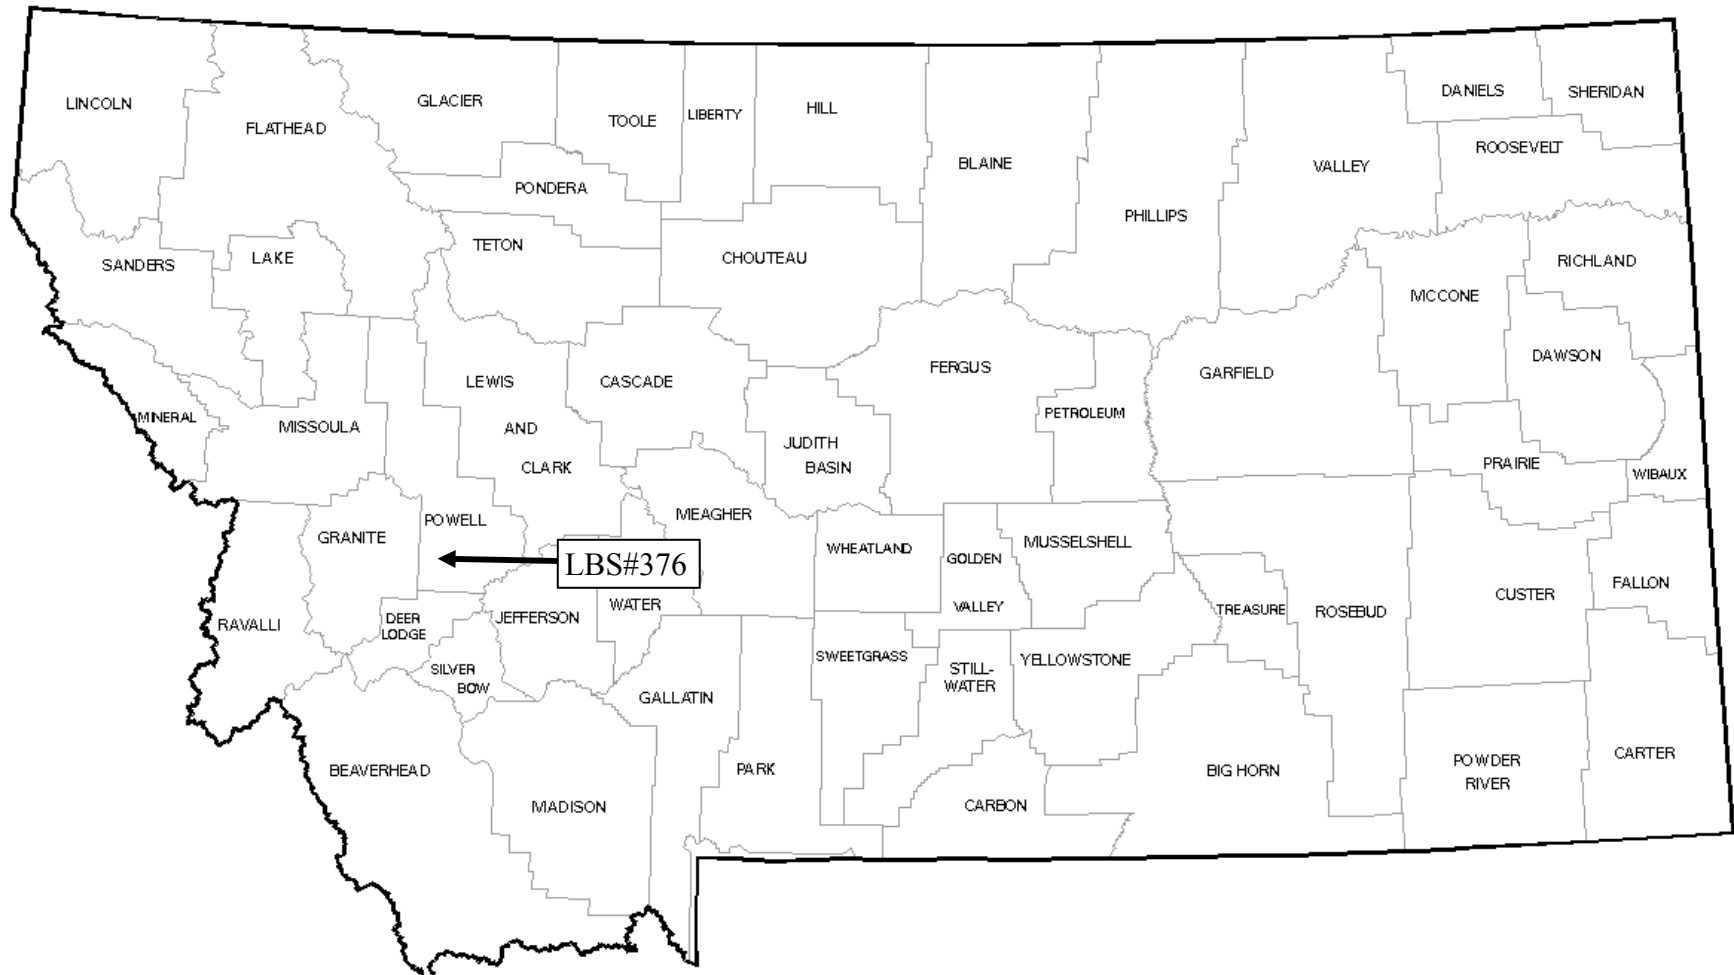 LINCOLN
FLATHEAD
GLACIER
TOOLE
LIBERTY
HILL
BLAINE
PHILLIPS
VALLEY
DANIELS
SHERIDAN
ROOSEVELT
PONDERA
TETON
CHOUTEAU
SANDERS
LAKE
RICHLAND
MCCONE
DAWSON
GARFIELD
FERGUS
PETROLEUM
CASCADE
LEWIS
AND
CLARK
MINERAL
MISSOULA
JUDITH
BASIN
PRAIRIE
WIBAUX
MEAGHER
POWELL
GRANITE
LBS#376
WHEATLAND
GOLDEN
VALLEY
MUSSELSHELL
TREASURE
ROSEBUD
CUSTER
FALLON
RAVALLI
DEER
LODGE
JEFFERSON
WATER
SILVER
BOW
GALLATIN
SWEETGRASS
STILL-
WATER
YELLOWSTONE
BEAVERHEAD
MADISON
PARK
CARBON
BIG HORN
POWDER
RIVER
CARTER